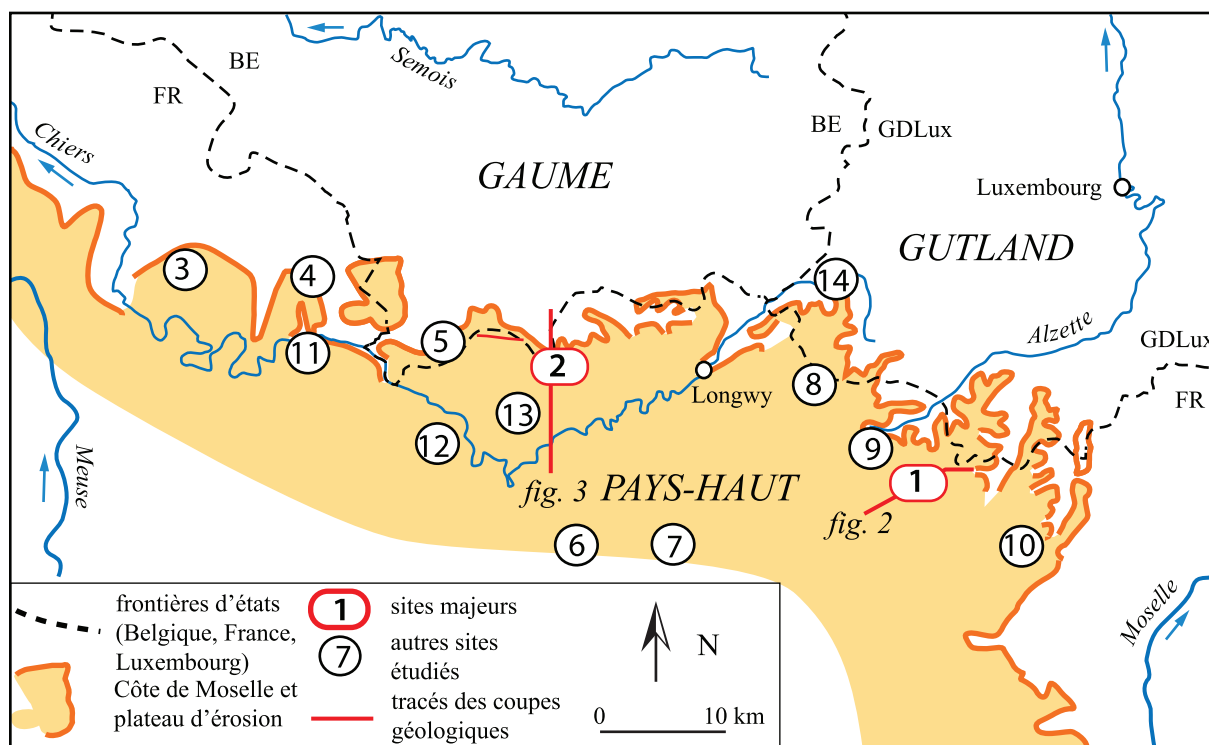 BE
FR
Semois
BE
GDLux
Chiers
GAUME
Luxembourg
GUTLAND
3
4
14
5
2
11
Longwy
8
Alzette
GDLux
FR
13
12
9
Meuse
fig. 3
PAYS-HAUT
1
fig. 2
6
7
10
Moselle
frontières d'états
(Belgique, France,
Luxembourg)
Côte de Moselle et
plateau d'érosion
1
sites majeurs
7
autres sites
étudiés
tracés des coupes
géologiques
N
0
10 km